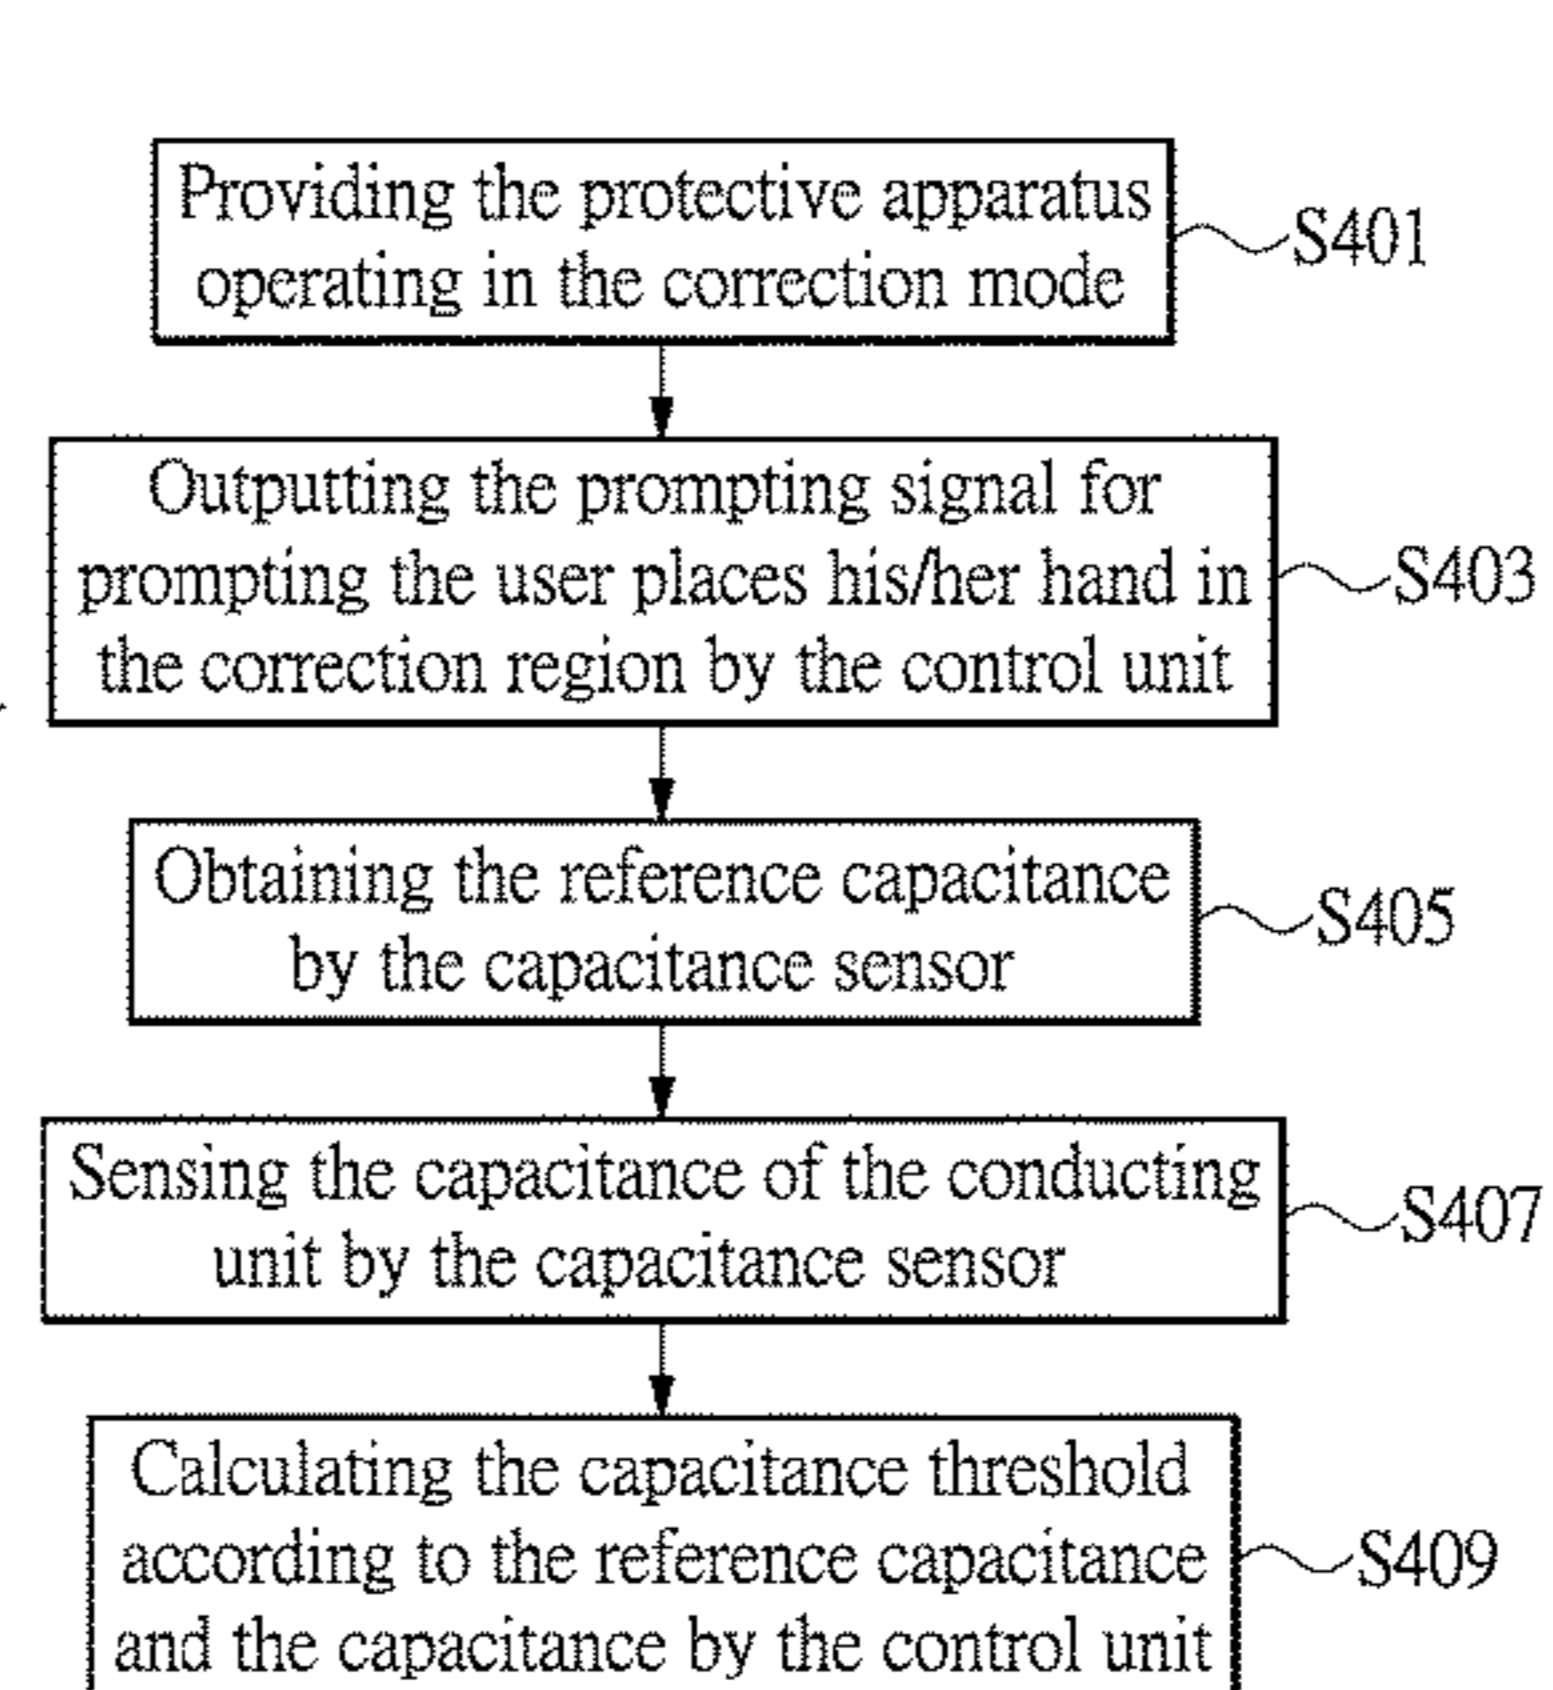 Providing the protective apparatus
operating in the correction mode
S401
Outputting the prompting signal for
prompting the user places his/her hand in
the correction region by the control unit
S403
Obtaining the reference capacitance
by the capacitance sensor
S405
Sensing the capacitance of the conducting
unit by the capacitance sensor
S407
Calculating the capacitance threshold
according to the reference capacitance
and the capacitance by the control unit
S409